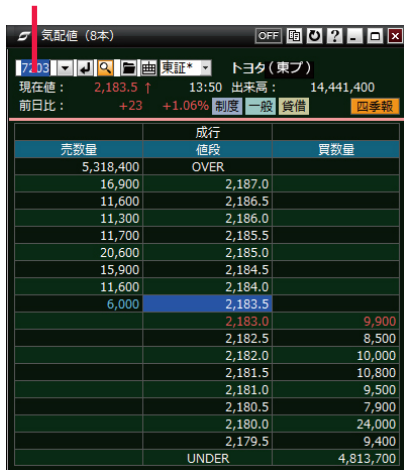 気配値（8本） OFF ? - □ ×
7203 東証* トヨタ(東プ)
現在値： 2,183.5 ↑ 13:50 出来高： 14,441,400
前日比： +23 +1.06% 制度 一般 貸借 四季報
成行
売数量 値段 買数量
5,318,400 OVER
16,900 2,187.0
11,600 2,186.5
11,300 2,186.0
11,700 2,185.5
20,600 2,185.0
15,900 2,184.5
11,600 2,184.0
6,000 2,183.5
2,183.0 9,900
2,182.5 8,500
2,182.0 10,000
2,181.5 10,800
2,181.0 9,500
2,180.5 7,900
2,180.0 24,000
2,179.5 9,400
UNDER 4,813,700